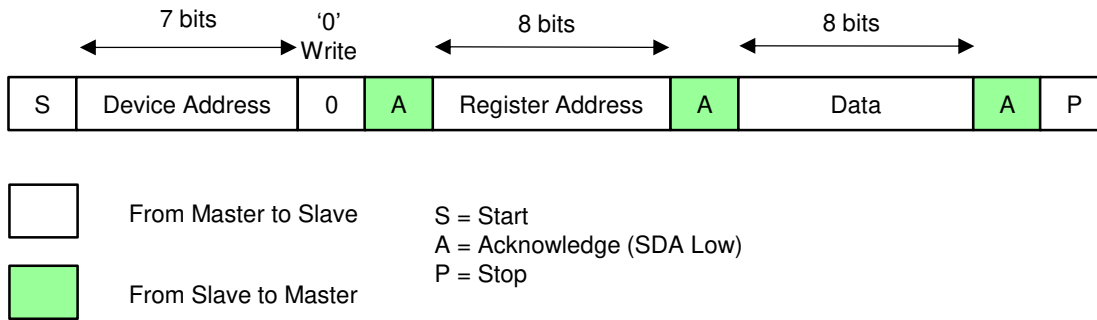 7 bits
‘0’
Write
8 bits
8 bits
S Device Address 0 A Register Address A Data A P
From Master to Slave
From Slave to Master
S = Start
A = Acknowledge (SDA Low)
P = Stop